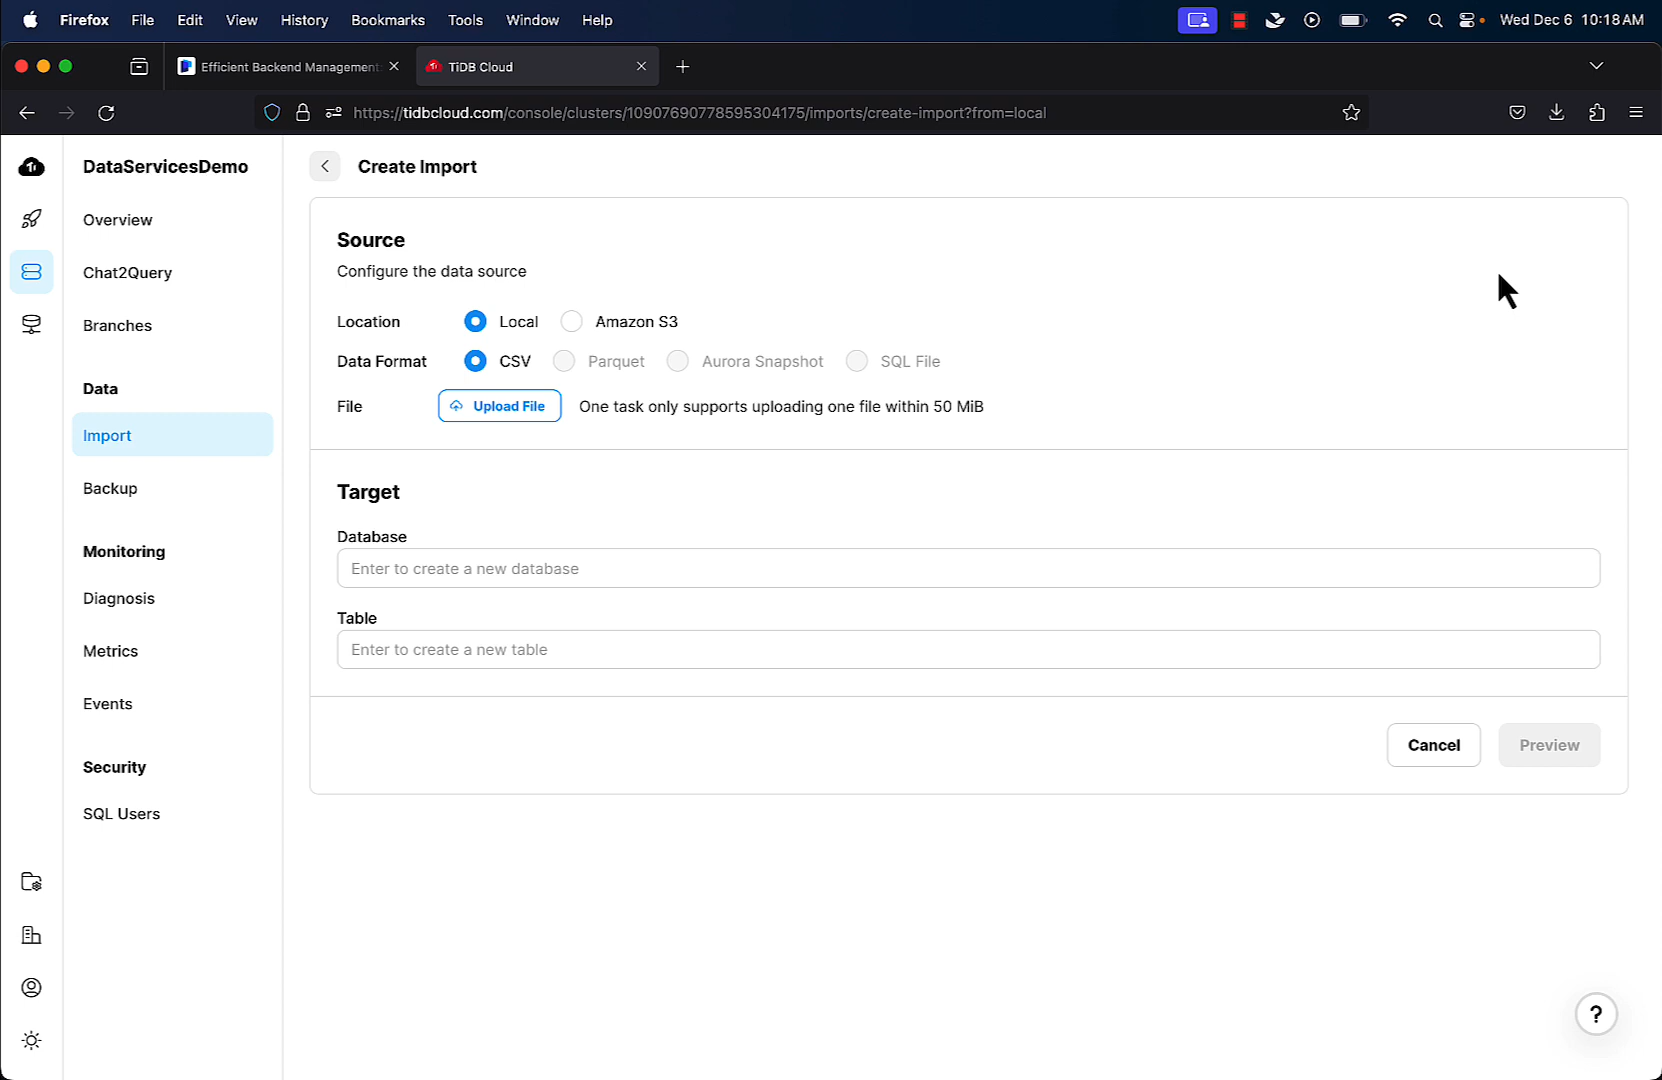 Firefox File Edit View History Bookmarks Tools Window Help Wed Dec 6 10:18 AM
Efficient Backend Management: TiDB Cloud
https://tidbcloud.com/console/clusters/10907690778595304175/imports/create-import?from=local
DataServicesDemo
Overview
Chat2Query
Branches
Data
Import
Backup
Monitoring
Diagnosis
Metrics
Events
Security
SQL Users
Create Import
Source
Configure the data source
Location Local Amazon S3
Data Format CSV Parquet Aurora Snapshot SQL File
File Upload File One task only supports uploading one file within 50 MiB
Target
Database
Enter to create a new database
Table
Enter to create a new table
Cancel Preview
?